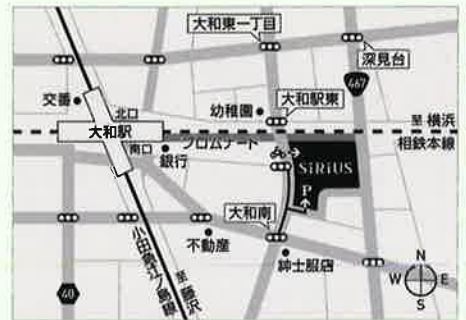 大和東一丁目
深見台
467
交番
北口
幼稚園
大和駅東
至 横浜
大和駅
プロムナード
相鉄本線
南口
銀行
SiRiUS
P
大和南
不動産
小田急江ノ島線
至 藤沢
紳士服店
40
N
W
E
S